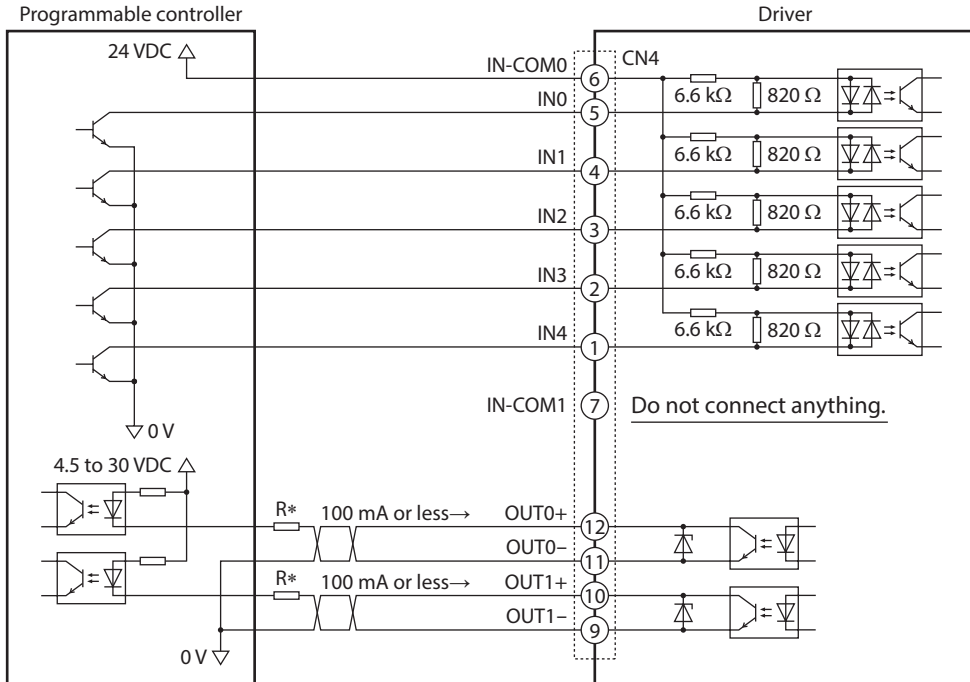 Programmable controller
Driver
24 VDC
IN-COM0
6
CN4
6.6 kΩ
820 Ω
IN0
5
6.6 kΩ
820 Ω
IN1
4
6.6 kΩ
820 Ω
IN2
3
6.6 kΩ
820 Ω
IN3
2
6.6 kΩ
820 Ω
IN4
1
IN-COM1
7
Do not connect anything.
0 V
4.5 to 30 VDC
R*
100 mA or less→
OUT0+
12
OUT0−
11
R*
100 mA or less→
OUT1+
10
OUT1−
9
0 V